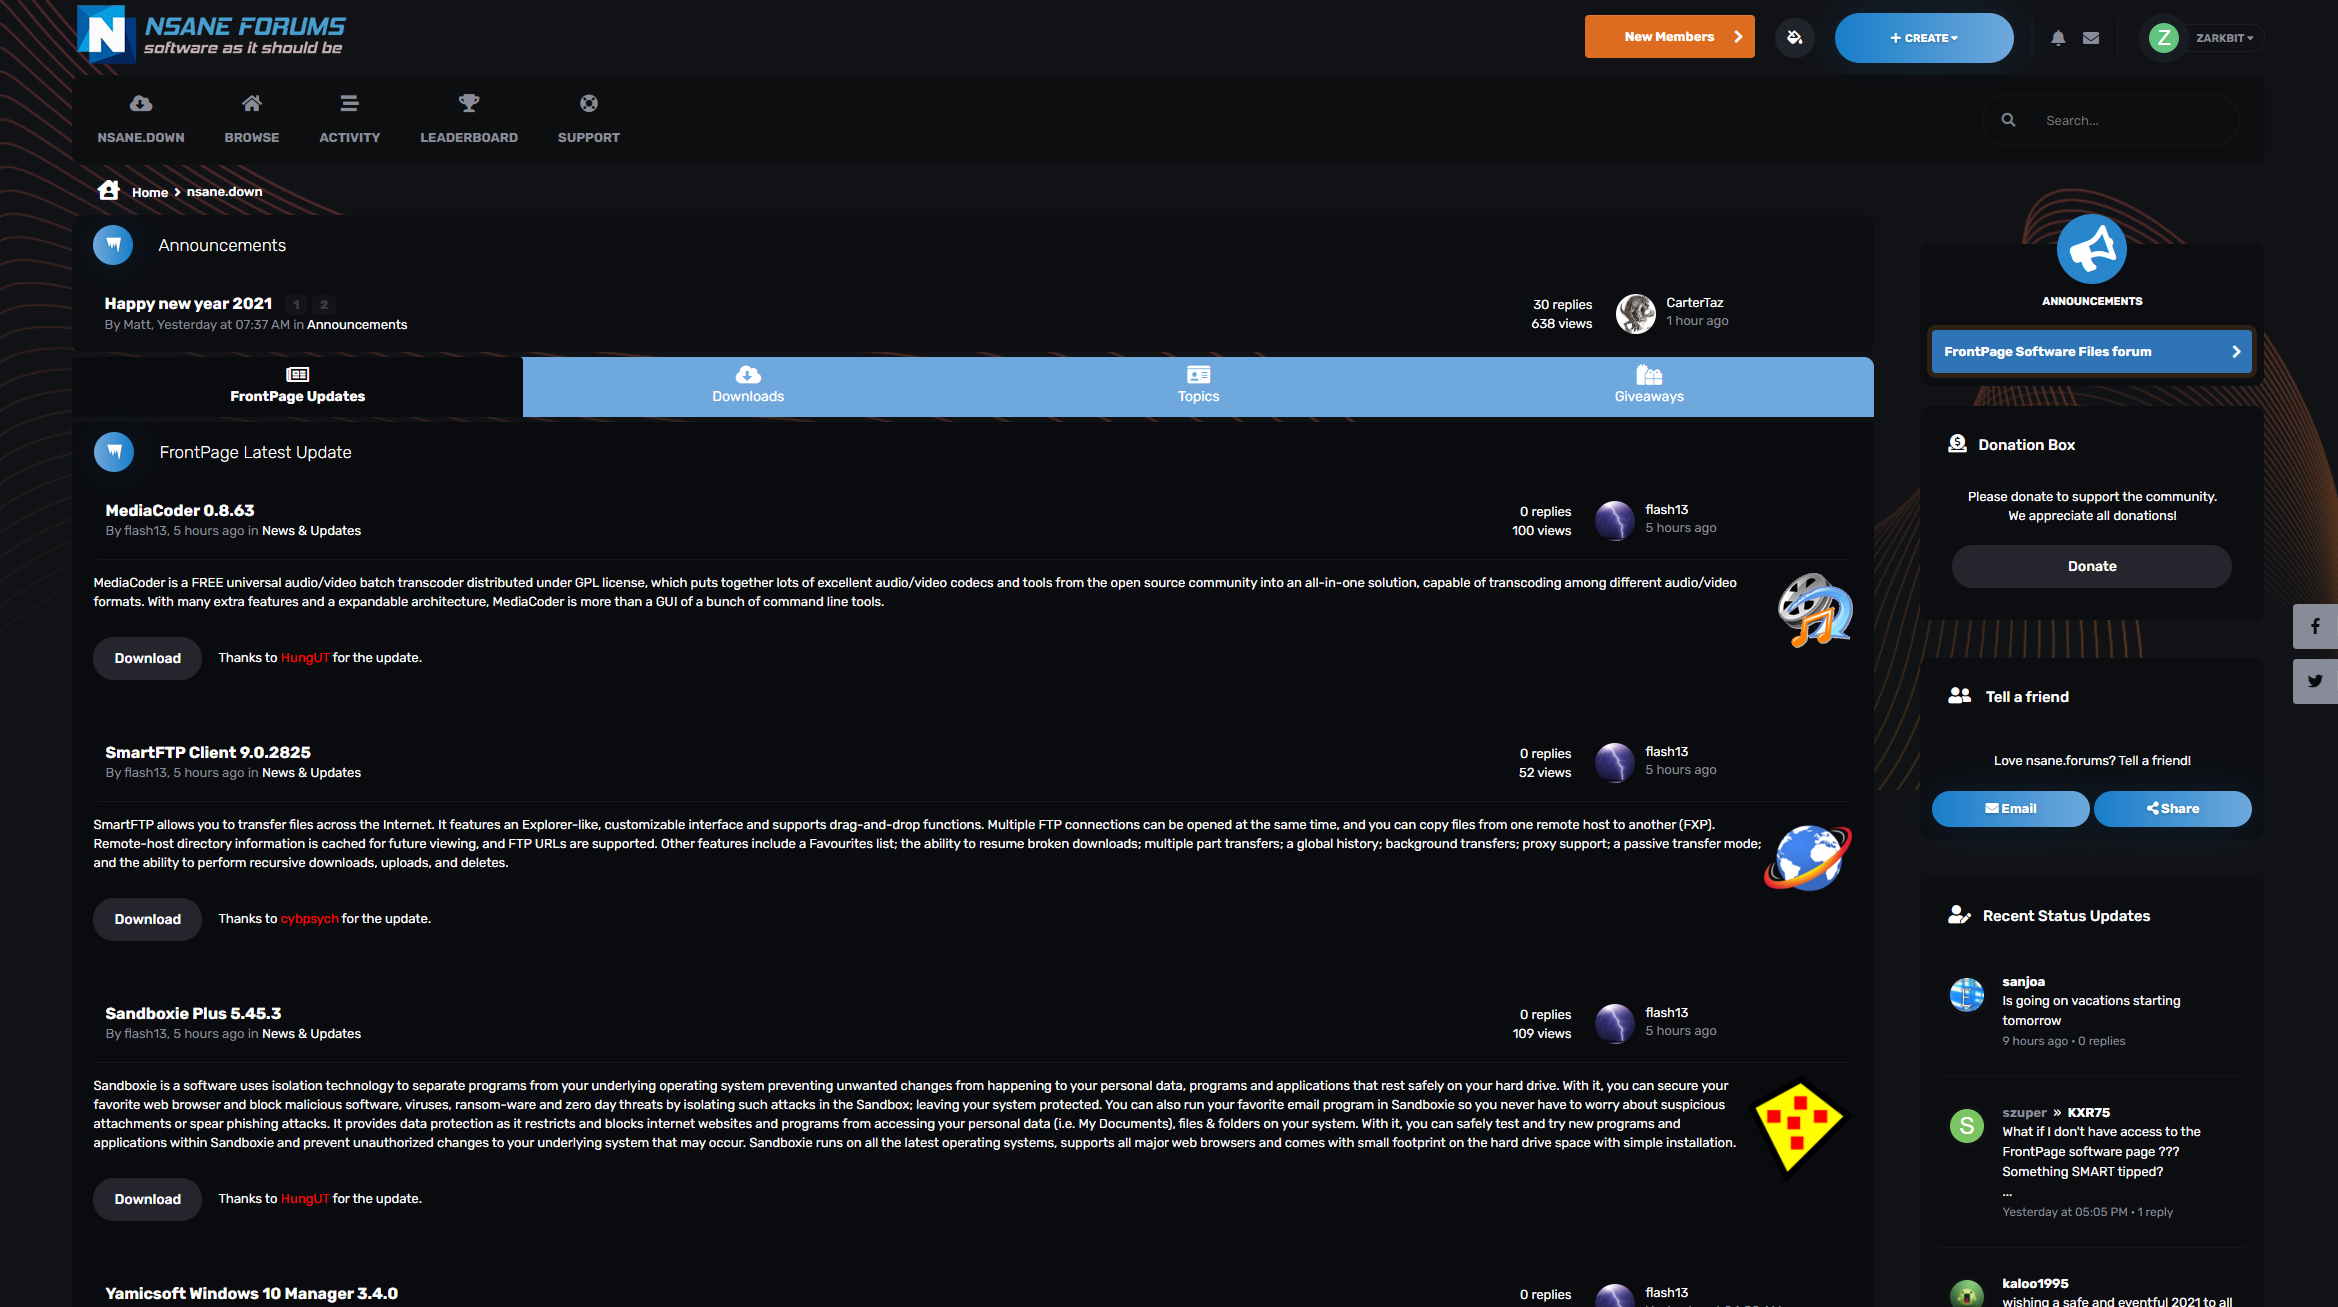 NSANE FORUMS
software as it should be
New Members
CREATE
Z
ZARKBIT
NSANE.DOWN
BROWSE
ACTIVITY
LEADERBOARD
SUPPORT
Search...
Home > nsane.down
Announcements
Happy new year 2021 1 2
By Matt, Yesterday at 07:37 AM in Announcements
30 replies
638 views
CarterTaz
1 hour ago
FrontPage Updates
Downloads
Topics
Giveaways
FrontPage Latest Update
MediaCoder 0.8.63
By flash13, 5 hours ago in News & Updates
0 replies
100 views
flash13
5 hours ago
MediaCoder is a FREE universal audio/video batch transcoder distributed under GPL license, which puts together lots of excellent audio/video codecs and tools from the open source community into an all-in-one solution, capable of transcoding among different audio/video
formats. With many extra features and a expandable architecture, MediaCoder is more than a GUI of a bunch of command line tools.
Download
Thanks to HungUT for the update.
SmartFTP Client 9.0.2825
By flash13, 5 hours ago in News & Updates
0 replies
52 views
flash13
5 hours ago
SmartFTP allows you to transfer files across the Internet. It features an Explorer-like, customizable interface and supports drag-and-drop functions. Multiple FTP connections can be opened at the same time, and you can copy files from one remote host to another (FXP).
Remote-host directory information is cached for future viewing, and FTP URLs are supported. Other features include a Favourites list; the ability to resume broken downloads; multiple part transfers; a global history; background transfers; proxy support; a passive transfer mode;
and the ability to perform recursive downloads, uploads, and deletes.
Download
Thanks to cybpsych for the update.
Sandboxie Plus 5.45.3
By flash13, 5 hours ago in News & Updates
0 replies
109 views
flash13
5 hours ago
Sandboxie is a software uses isolation technology to separate programs from your underlying operating system preventing unwanted changes from happening to your personal data, programs and applications that rest safely on your hard drive. With it, you can secure your
favorite web browser and block malicious software, viruses, ransom-ware and zero day threats by isolating such attacks in the Sandbox; leaving your system protected. You can also run your favorite email program in Sandboxie so you never have to worry about suspicious
attachments or spear phishing attacks. It provides data protection as it restricts and blocks internet websites and programs from accessing your personal data (i.e. My Documents), files & folders on your system. With it, you can safely test and try new programs and
applications within Sandboxie and prevent unauthorized changes to your underlying system that may occur. Sandboxie runs on all the latest operating systems, supports all major web browsers and comes with small footprint on the hard drive space with simple installation.
Download
Thanks to HungUT for the update.
Yamicsoft Windows 10 Manager 3.4.0
0 replies
flash13
ANNOUNCEMENTS
FrontPage Software Files forum
Donation Box
Please donate to support the community.
We appreciate all donations!
Donate
Tell a friend
Love nsane.forums? Tell a friend!
Email
Share
Recent Status Updates
sanjoa
Is going on vacations starting
tomorrow
9 hours ago • 0 replies
S
szuper » KXR75
What if I don't have access to the
FrontPage software page ???
Something SMART tipped?
...
Yesterday at 05:05 PM • 1 reply
kaloo1995
wishing a safe and eventful 2021 to all